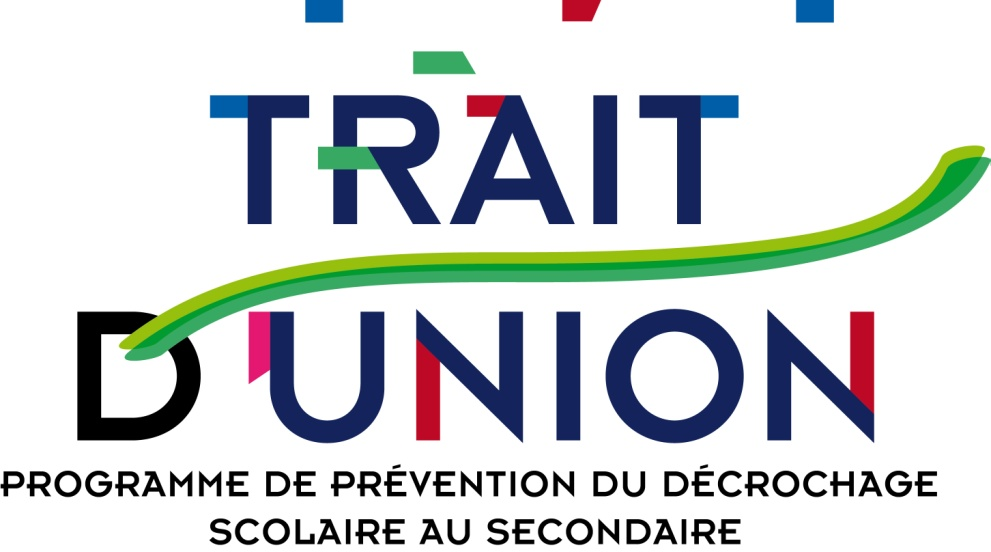 TRAIT
D'UNION
PROGRAMME DE PRÉVENTION DU DÉCROCHAGE
SCOLAIRE AU SECONDAIRE